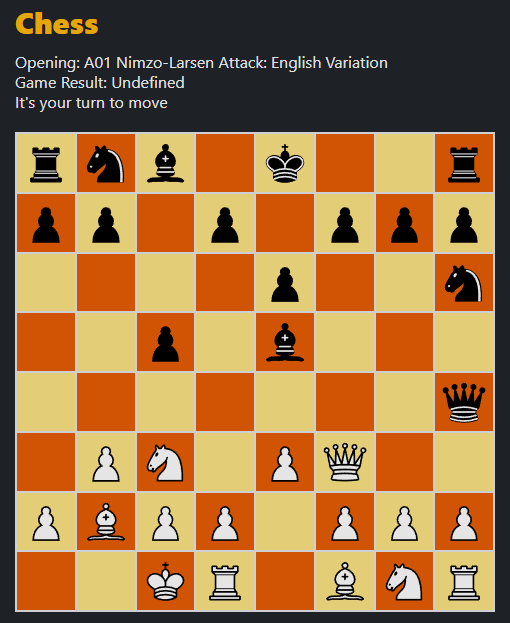 Chess
Opening: A01 Nimzo-Larsen Attack: English Variation
Game Result: Undefined
It's your turn to move